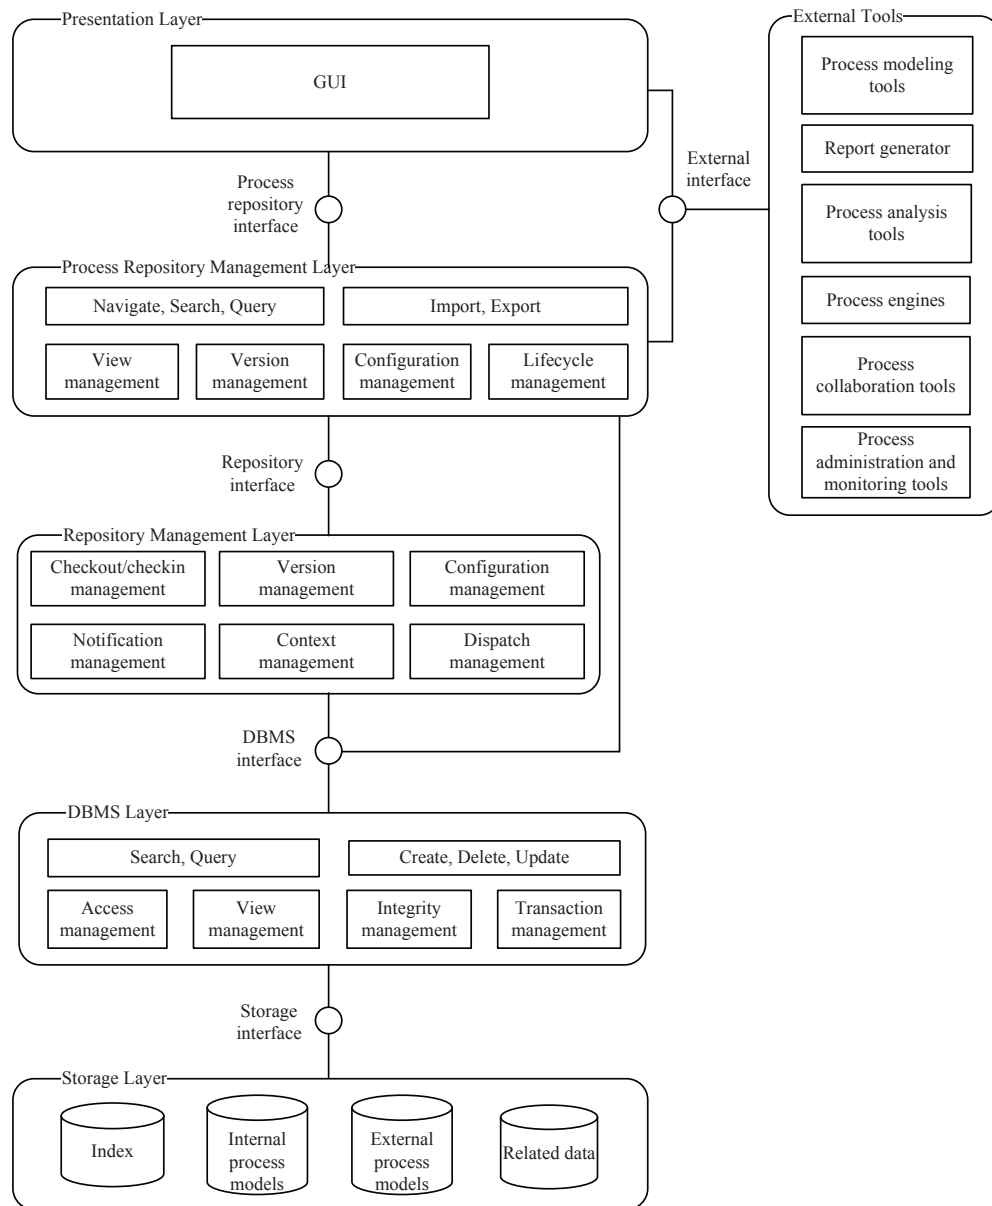 Presentation Layer
GUI
External Tools
Process modeling
tools
Report generator
Process analysis
tools
Process engines
Process
collaboration tools
Process
administration and
monitoring tools
External
interface
Process
repository
interface
Process Repository Management Layer
Navigate, Search, Query
Import, Export
View
management
Version
management
Configuration
management
Lifecycle
management
Repository
interface
Repository Management Layer
Checkout/checkin
management
Version
management
Configuration
management
Notification
management
Context
management
Dispatch
management
DBMS
interface
DBMS Layer
Search, Query
Create, Delete, Update
Access
management
View
management
Integrity
management
Transaction
management
Storage
interface
Storage Layer
Index
Internal
process
models
External
process
models
Related data